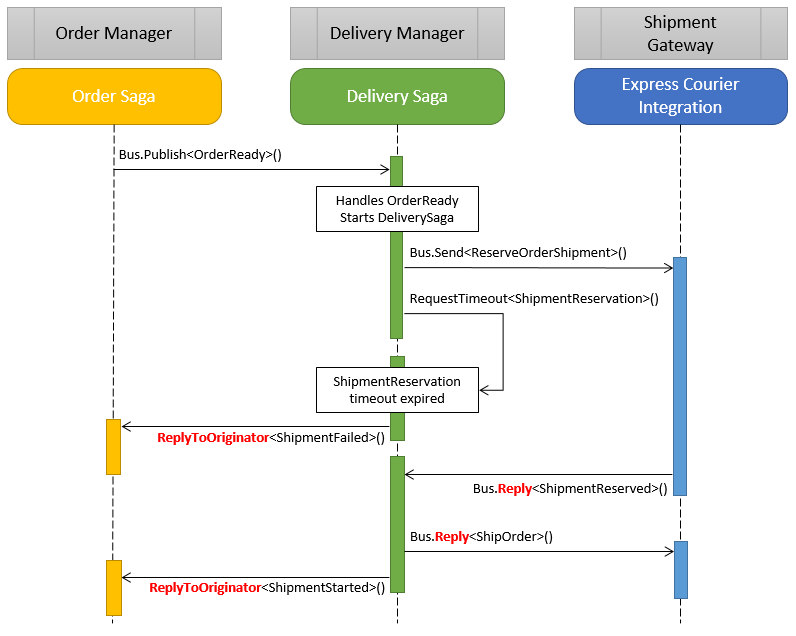 Order Manager
Delivery Manager
Shipment
Gateway
Order Saga
Delivery Saga
Express Courier
Integration
Bus.Publish<OrderReady>()
Handles OrderReady
Starts DeliverySaga
Bus.Send<ReserveOrderShipment>()
RequestTimeout<ShipmentReservation>()
ShipmentReservation
timeout expired
ReplyToOriginator<ShipmentFailed>()
Bus.Reply<ShipmentReserved>()
Bus.Reply<ShipOrder>()
ReplyToOriginator<ShipmentStarted>()